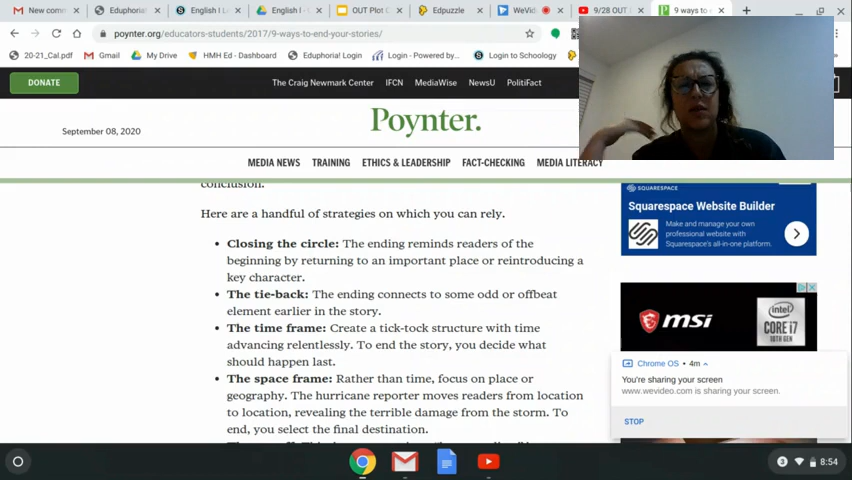 New com
Eduphoria
English I L
English I -
OUT Plot C
Edpuzzle
WeVide
9/28 OUT
9 ways to e
poynter.org/educators-students/2017/9-ways-to-end-your-stories/
20-21_Cal.pdf
Gmail
My Drive
HMH Ed - Dashboard
Eduphoria! Login
Login - Powered by...
Login to Schoology
DONATE
The Craig Newmark Center
IFCN
MediaWise
NewsU
PolitiFact
September 08, 2020
Poynter.
MEDIA NEWS
TRAINING
ETHICS & LEADERSHIP
FACT-CHECKING
MEDIA LITERACY
conclusion.
Here are a handful of strategies on which you can rely.
• Closing the circle: The ending reminds readers of the
beginning by returning to an important place or reintroducing a
key character.
• The tie-back: The ending connects to some odd or offbeat
element earlier in the story.
• The time frame: Create a tick-tock structure with time
advancing relentlessly. To end the story, you decide what
should happen last.
• The space frame: Rather than time, focus on place or
geography. The hurricane reporter moves readers from location
to location, revealing the terrible damage from the storm. To
end, you select the final destination.
SQUARESPACE
Squarespace Website Builder
Make and manage your own
professional website with
Squarespace's all-in-one platform.
msi
intel
CORE i7
10TH GEN
Chrome OS • 4m
You're sharing your screen
www.wevideo.com is sharing your screen.
STOP
8:54